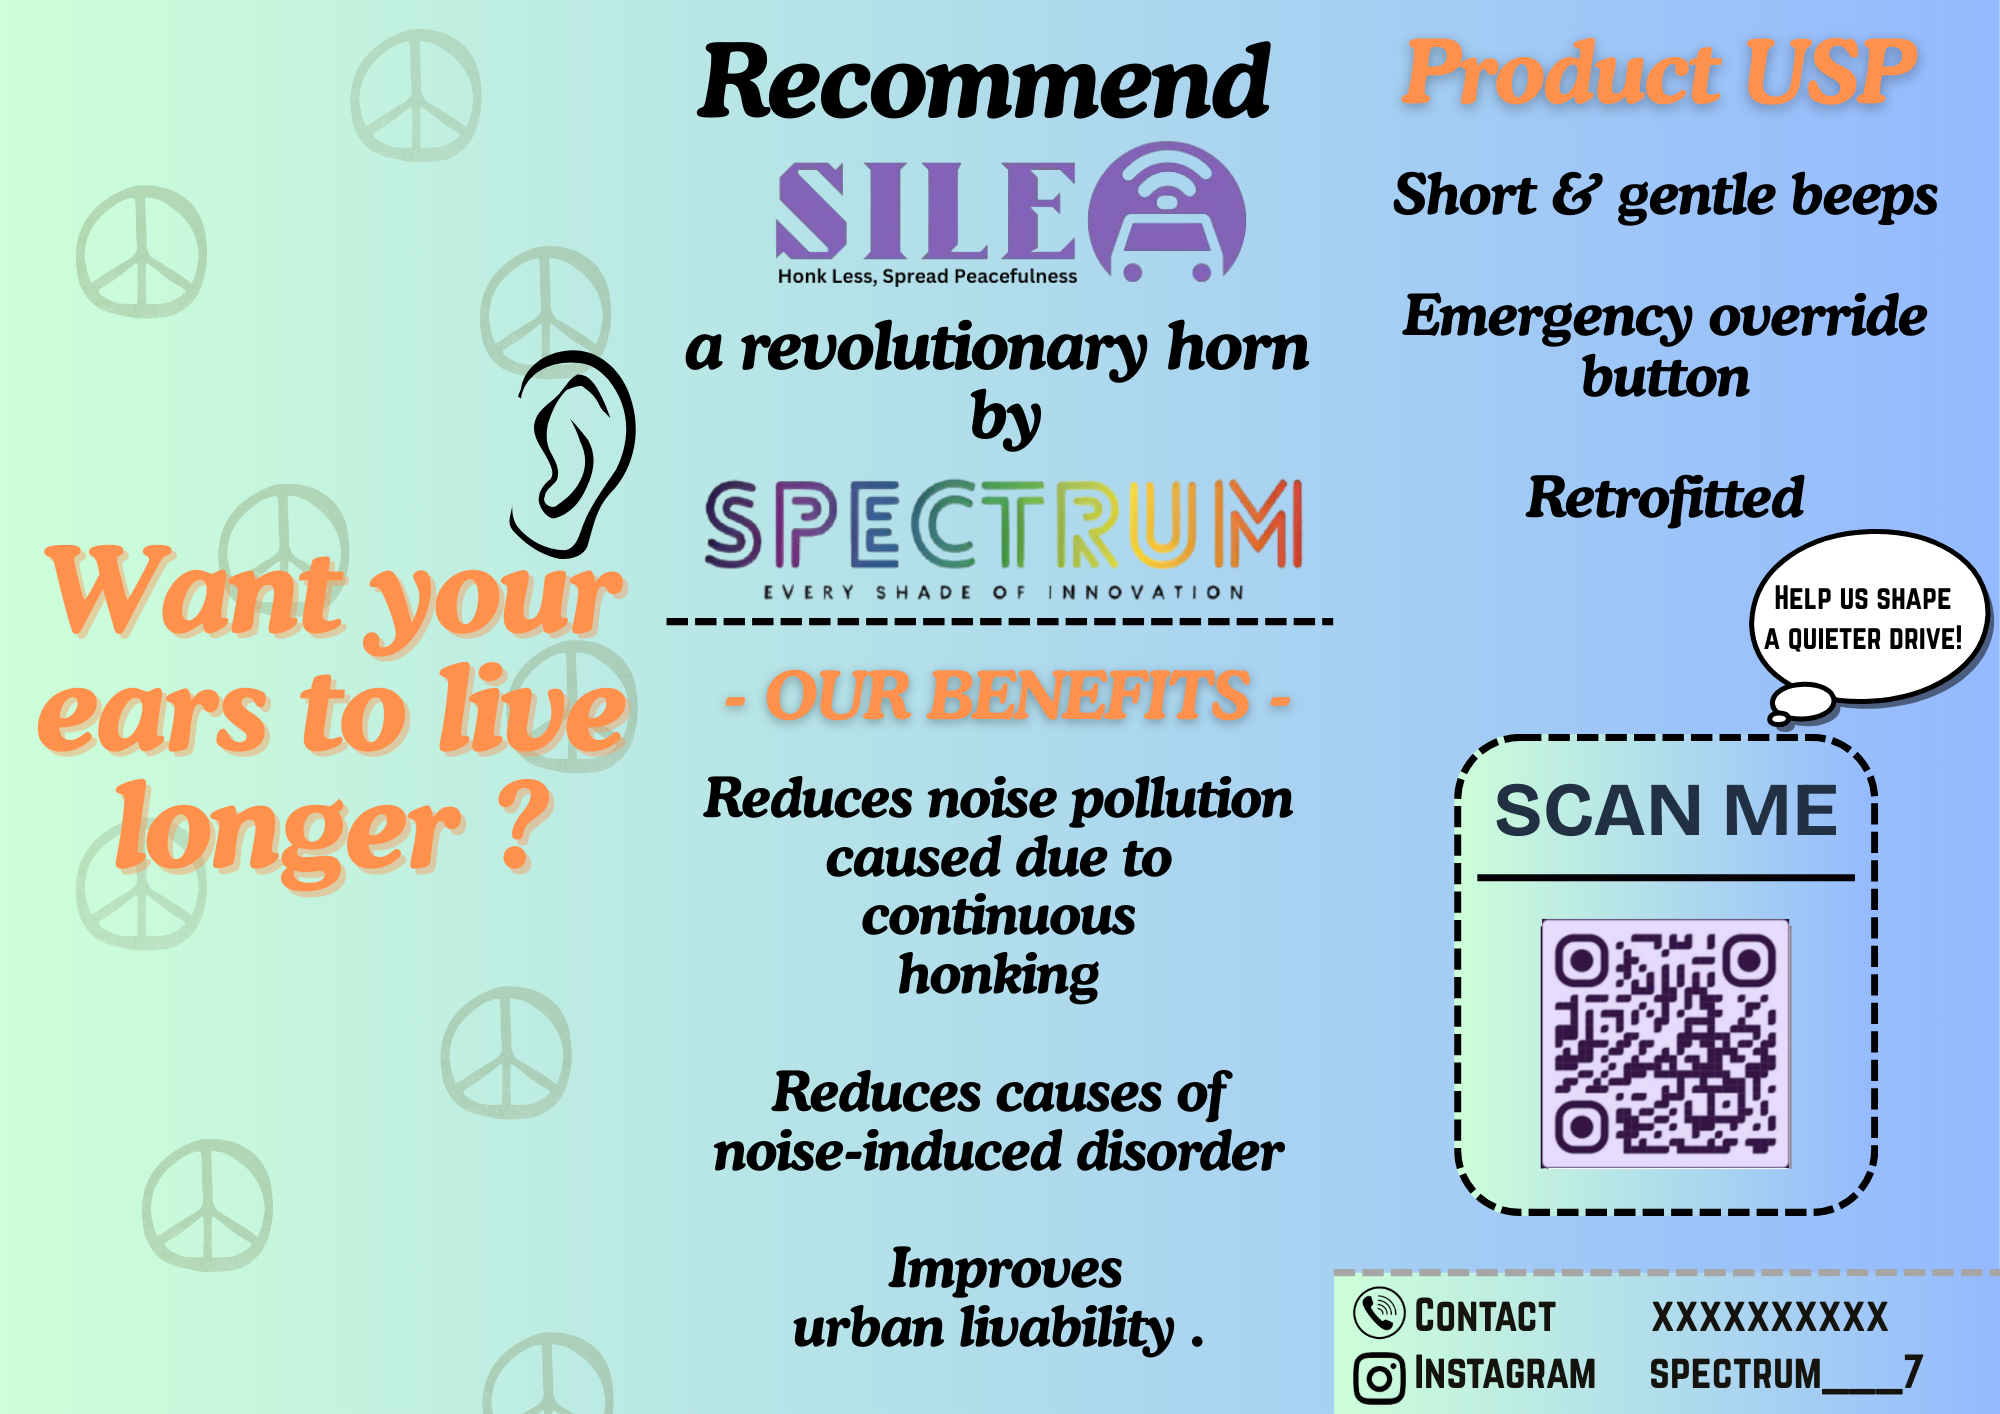 Want your
ears to live
longer ?
Recommend
SILE
Honk Less, Spread Peacefulness
a revolutionary horn
by
SPECTRUM
EVERY SHADE OF INNOVATION
- OUR BENEFITS -
Reduces noise pollution
caused due to
continuous
honking
Reduces causes of
noise-induced disorder
Improves
urban livability .
Product USP
Short & gentle beeps
Emergency override
button
Retrofitted
HELP US SHAPE
A QUIETER DRIVE!
SCAN ME
CONTACT XXXXXXXXXX
INSTAGRAM SPECTRUM___7